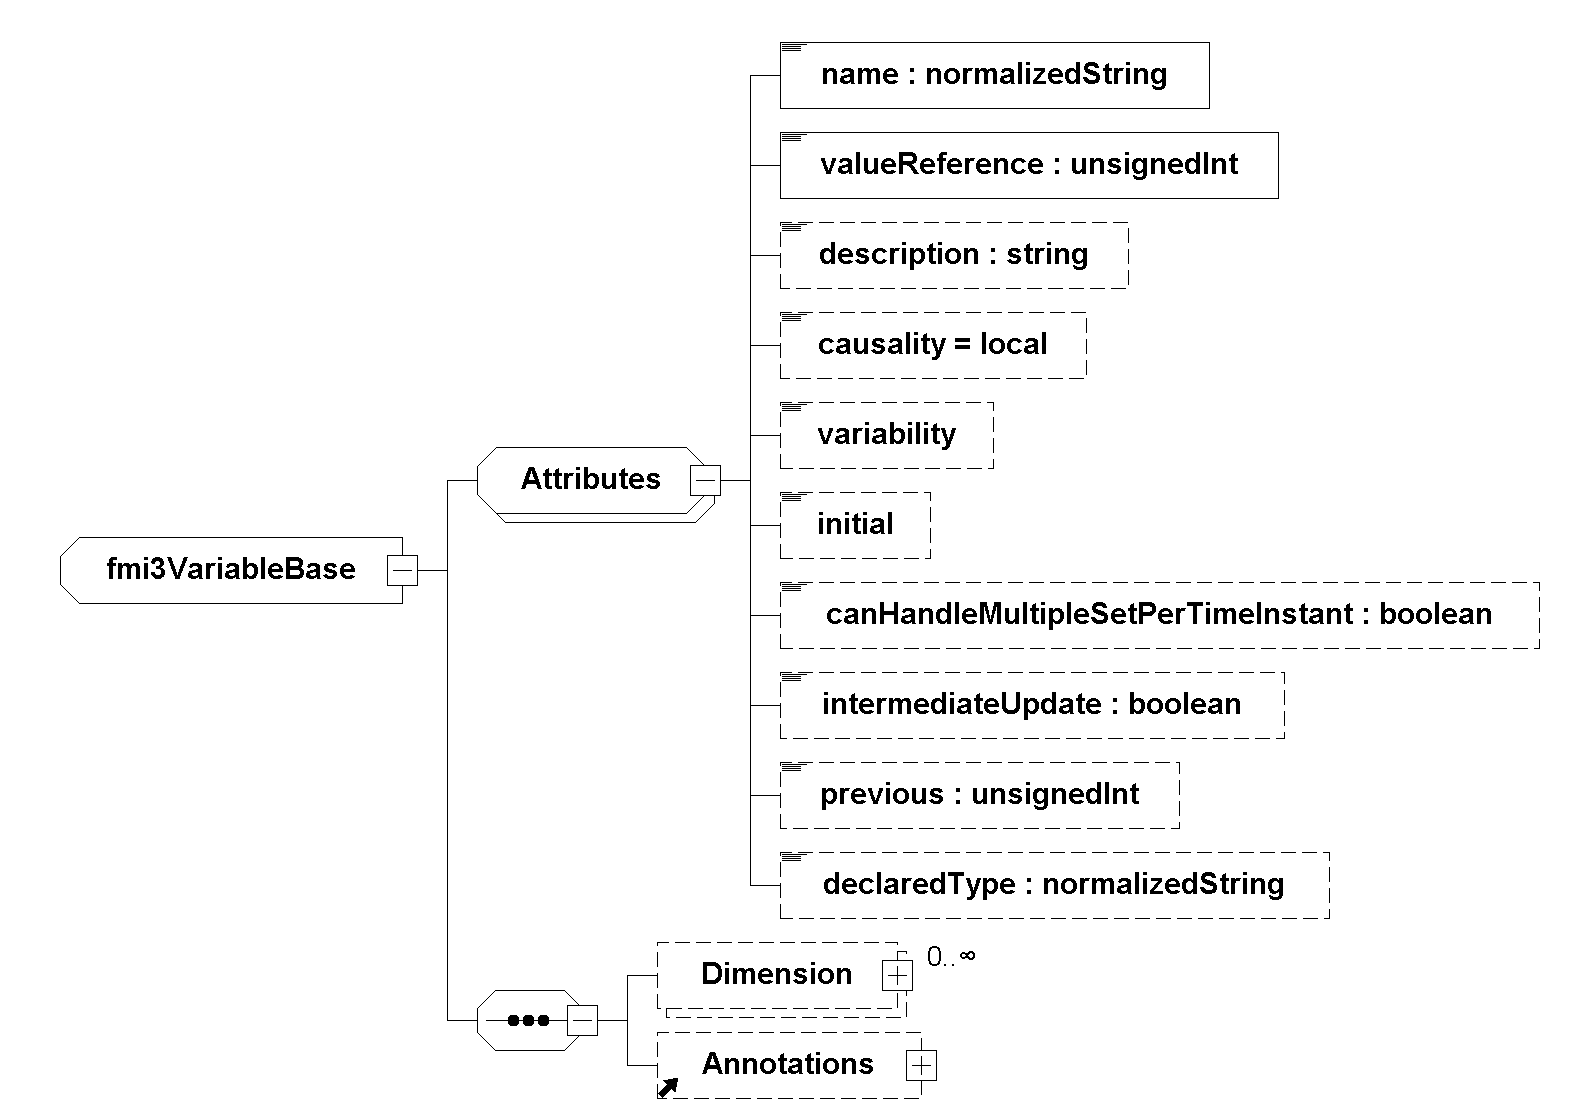 name : normalizedString
valueReference : unsignedInt
description : string
causality = local
variability
Attributes
initial
fmi3VariableBase
canHandleMultipleSetPerTimeInstant : boolean
intermediateUpdate : boolean
previous : unsignedInt
declaredType : normalizedString
Dimension
0..∞
Annotations